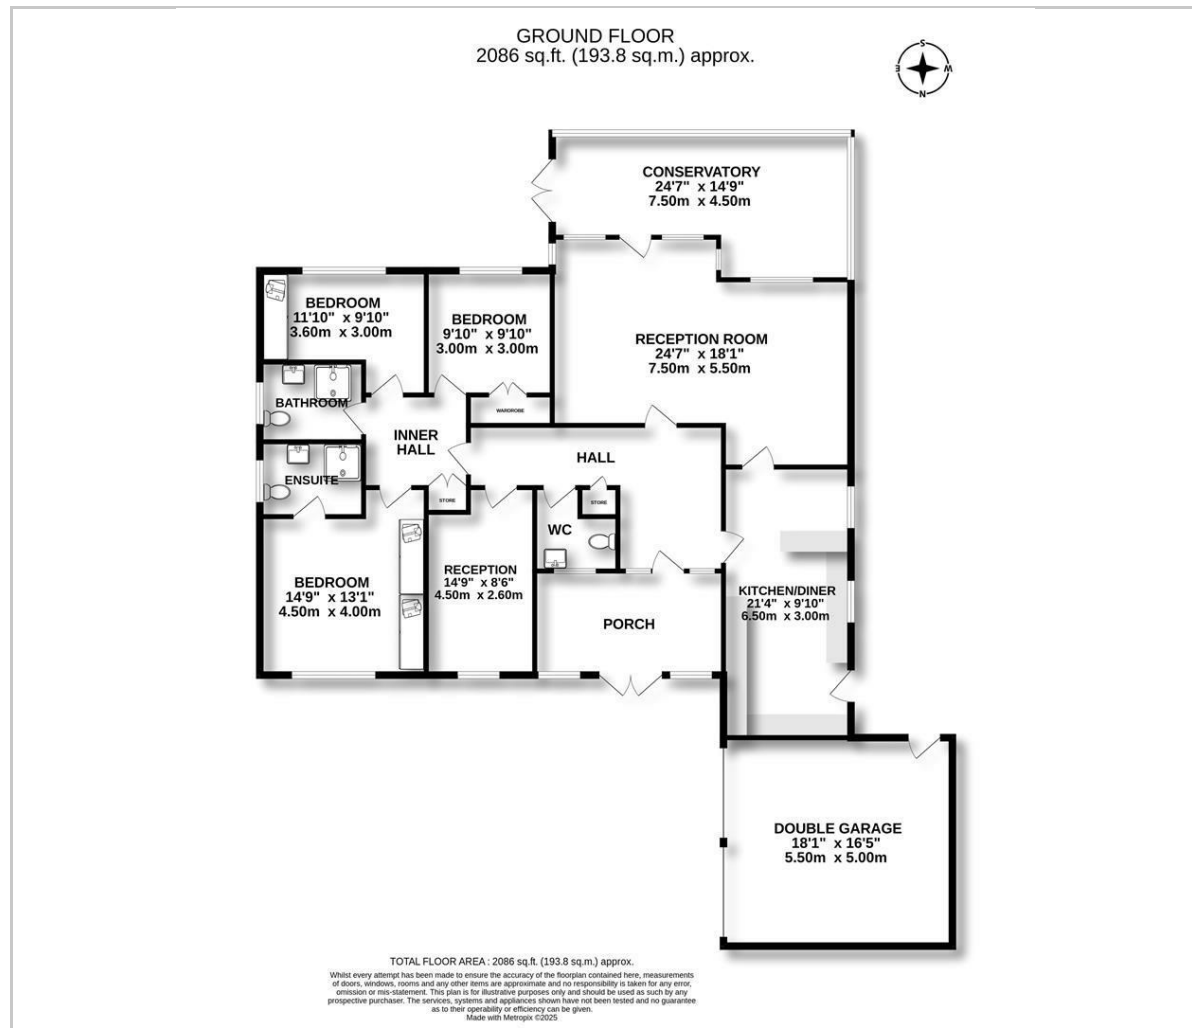 GROUND FLOOR
2086 sq.ft. (193.8 sq.m.) approx.
S
E
W
N
CONSERVATORY
24'7" x 14'9"
7.50m x 4.50m
BEDROOM
11'10" x 9'10"
3.60m x 3.00m
BEDROOM
9'10" x 9'10"
3.00m x 3.00m
RECEPTION ROOM
24'7" x 18'1"
7.50m x 5.50m
BATHROOM
WARDROBE
INNER
HALL
HALL
ENSUITE
STORE
STORE
WC
BEDROOM
14'9" x 13'1"
4.50m x 4.00m
RECEPTION
14'9" x 8'6"
4.50m x 2.60m
PORCH
KITCHEN/DINER
21'4" x 9'10"
6.50m x 3.00m
DOUBLE GARAGE
18'1" x 16'5"
5.50m x 5.00m
TOTAL FLOOR AREA : 2086 sq.ft. (193.8 sq.m.) approx.
Whilst every attempt has been made to ensure the accuracy of the floorplan contained here, measurements
of doors, windows, rooms and any other items are approximate and no responsibility is taken for any error,
omission or mis-statement. This plan is for illustrative purposes only and should be used as such by any
prospective purchaser. The services, systems and appliances shown have not been tested and no guarantee
as to their operability or efficiency can be given.
Made with Metropix ©2025